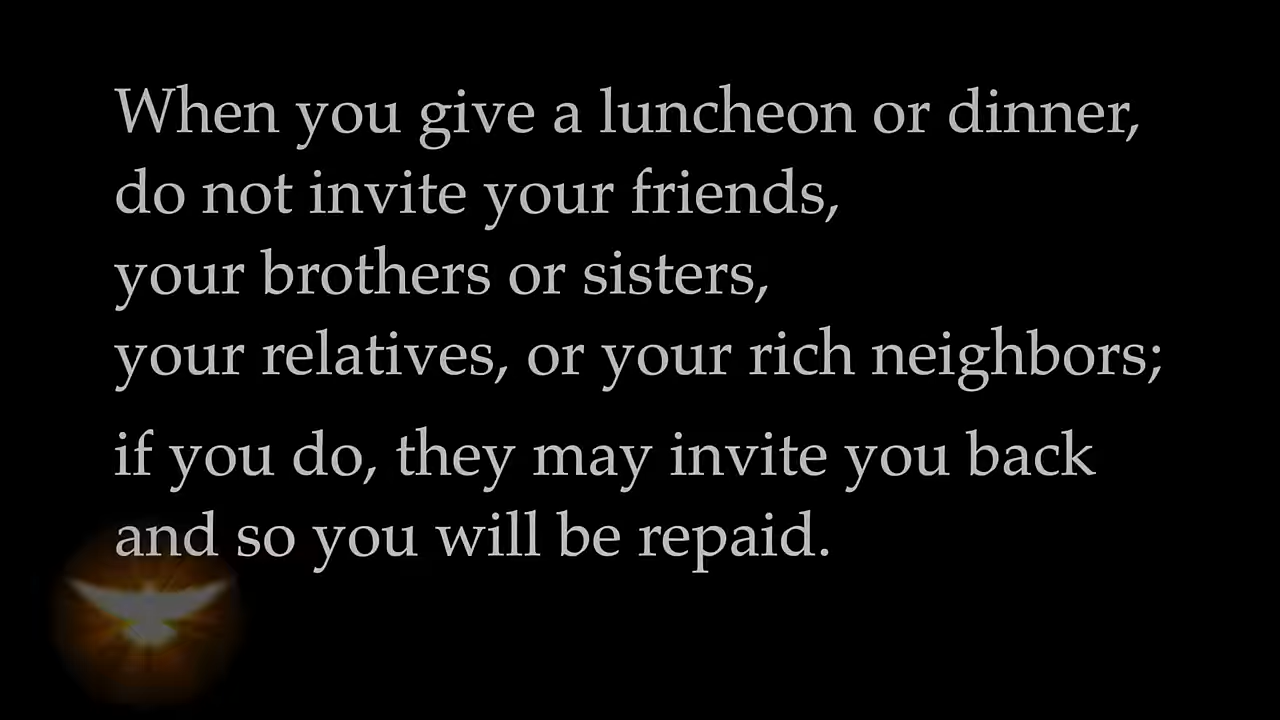 When you give a luncheon or dinner,
do not invite your friends,
your brothers or sisters,
your relatives, or your rich neighbors;
if you do, they may invite you back
and so you will be repaid.